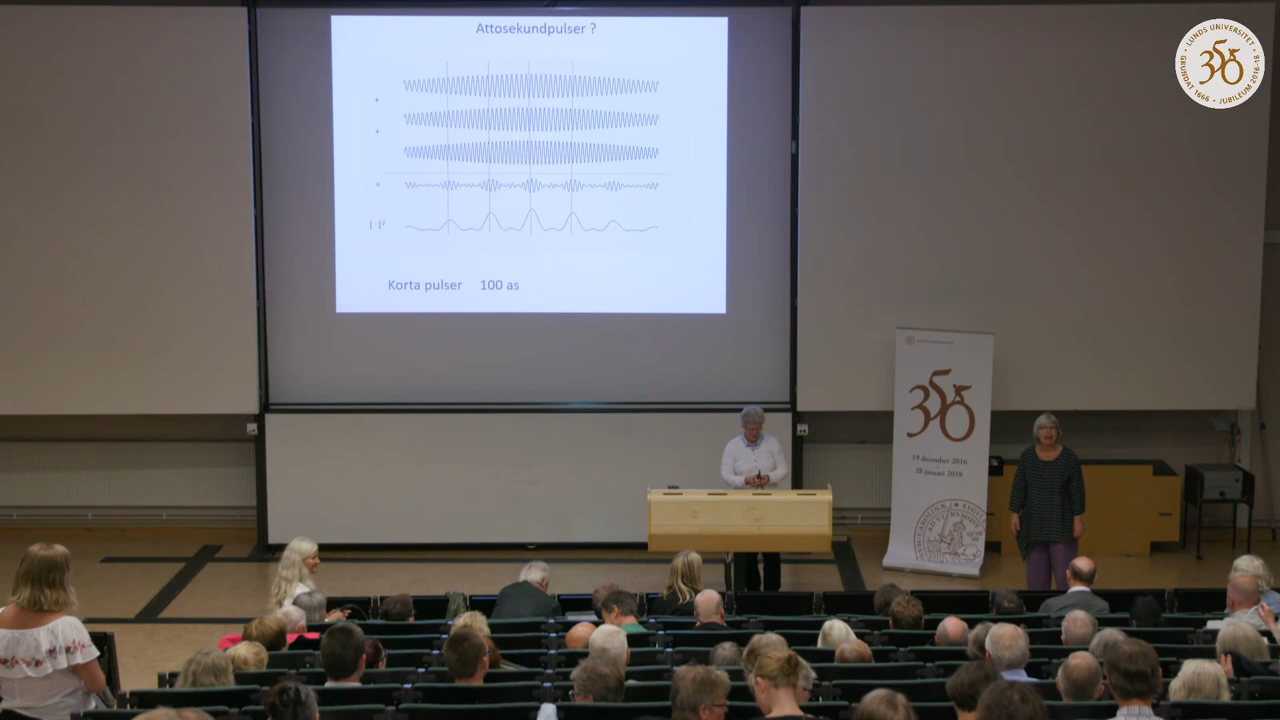 Attosekundpulser ?
+
+
=
| |²
Korta pulser 100 as
LUNDS UNIVERSITET
350
GRUNDAT 1666 • JUBILEUM 2016-18
350
19 december 2016
28 januari 2018